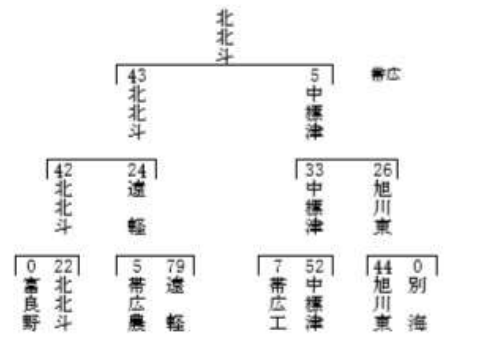 北北斗
43 5 帯広
北北斗 中標津
42 24 33 26
北北斗 遠軽 中標津 旭川東
0 22 5 79 7 52 44 0
富良野 北北斗 帯広農 遠軽 帯広工 中標津 旭川東 別海